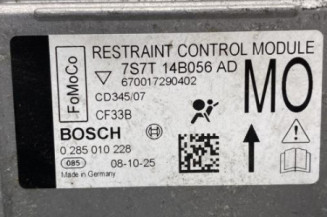 FoMoCo
RESTRAINT CONTROL MODULE
7S7T 14B056 AD
670017290402
CD345/07
CF33B
MO
BOSCH
0 285 010 228
085 08-10-25
Made in Germany